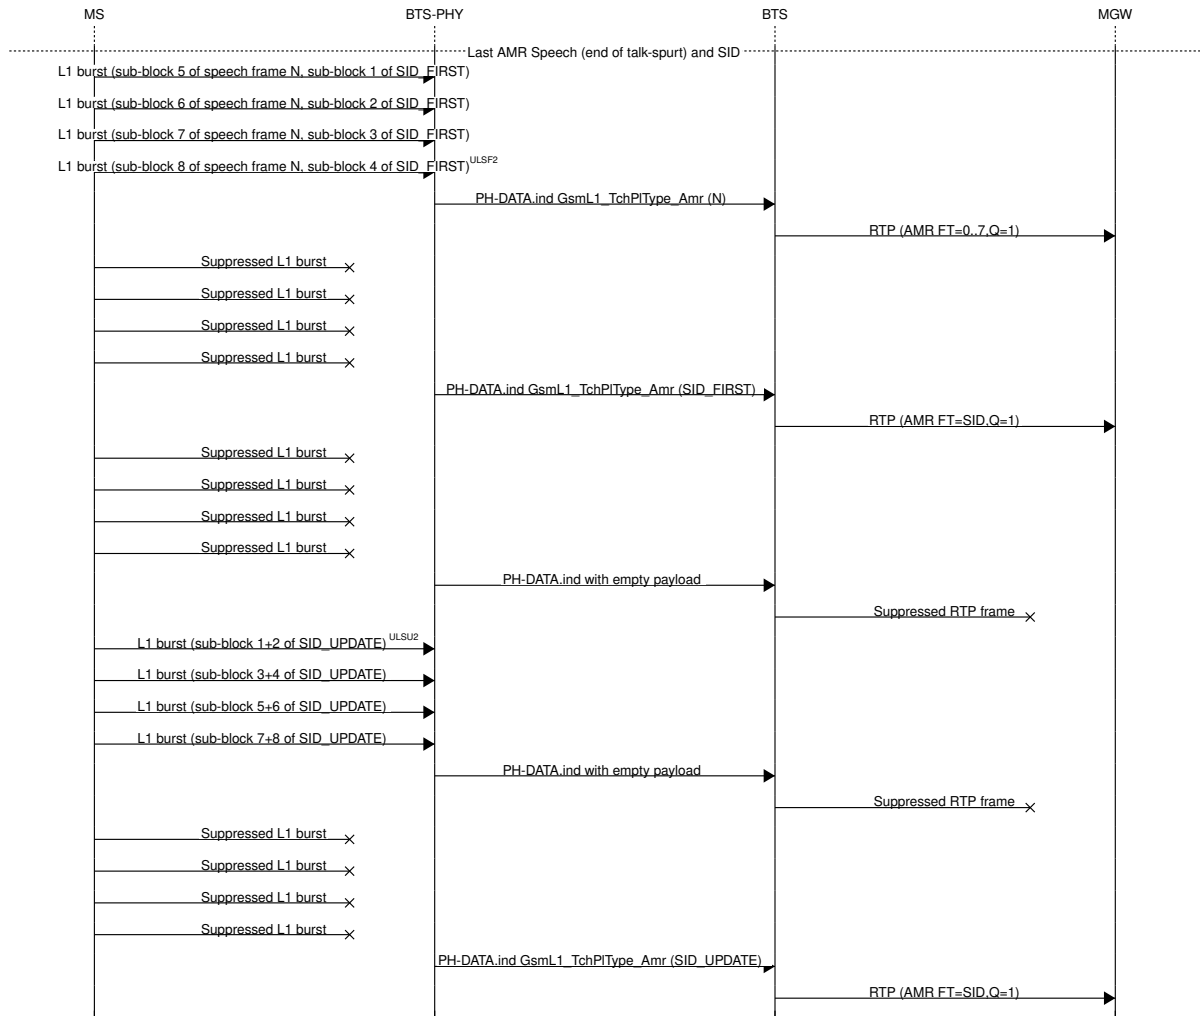 MS BTS-PHY BTS MGW
Last AMR Speech (end of talk-spurt) and SID
L1 burst (sub-block 5 of speech frame N, sub-block 1 of SID_FIRST)
L1 burst (sub-block 6 of speech frame N, sub-block 2 of SID_FIRST)
L1 burst (sub-block 7 of speech frame N, sub-block 3 of SID_FIRST)
L1 burst (sub-block 8 of speech frame N, sub-block 4 of SID_FIRST) ULSF2
PH-DATA.ind GsmL1_TchPlType_Amr (N)
RTP (AMR FT=0..7,Q=1)
Suppressed L1 burst
Suppressed L1 burst
Suppressed L1 burst
Suppressed L1 burst
PH-DATA.ind GsmL1_TchPlType_Amr (SID_FIRST)
RTP (AMR FT=SID,Q=1)
Suppressed L1 burst
Suppressed L1 burst
Suppressed L1 burst
Suppressed L1 burst
PH-DATA.ind with empty payload
Suppressed RTP frame
L1 burst (sub-block 1+2 of SID_UPDATE) ULSU2
L1 burst (sub-block 3+4 of SID_UPDATE)
L1 burst (sub-block 5+6 of SID_UPDATE)
L1 burst (sub-block 7+8 of SID_UPDATE)
PH-DATA.ind with empty payload
Suppressed RTP frame
Suppressed L1 burst
Suppressed L1 burst
Suppressed L1 burst
Suppressed L1 burst
PH-DATA.ind GsmL1_TchPlType_Amr (SID_UPDATE)
RTP (AMR FT=SID,Q=1)